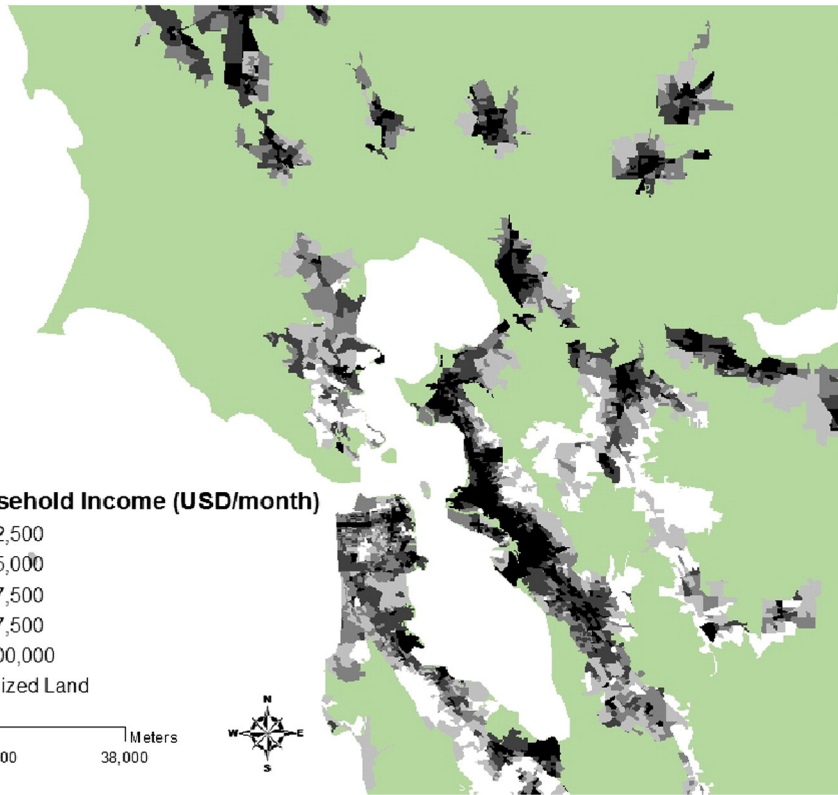 sehold Income (USD/month)
2,500
5,000
7,500
7,500
00,000
ized Land
Meters
00
38,000
N
W
E
S